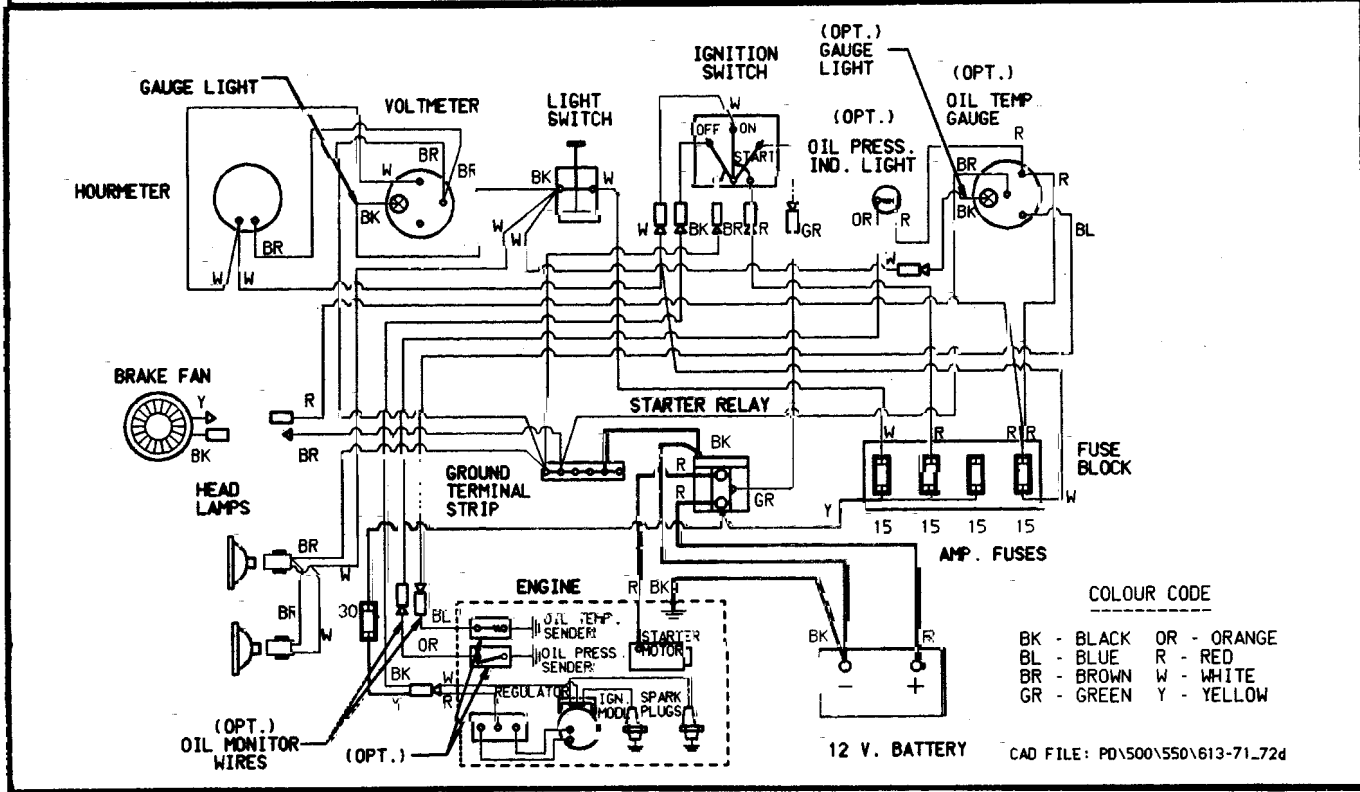 (OPT.)
GAUGE
LIGHT
IGNITION
SWITCH
(OPT.)
OIL TEMP
GAUGE
GAUGE LIGHT
VOLTMETER
LIGHT
SWITCH
W
OFF
ON
START
(OPT.)
OIL PRESS.
IND. LIGHT
R
BR
HOURMETER
W
BR
BR
BK
BK
W
BR
W
W
W
W
W
BK
BR
R
GR
OR
R
W
BK
R
BL
BRAKE FAN
Y
BK
R
BR
STARTER RELAY
BK
R
R
GR
GROUND
TERMINAL
STRIP
W
R
R
R
FUSE
BLOCK
Y
W
15
15
15
15
AMP. FUSES
HEAD
LAMPS
BR
W
BR
W
30
ENGINE
R
BK
BL
OR
BK
Y
W
R
OIL TEMP.
SENDER
OIL PRESS
SENDER
STARTER
MOTOR
REGULATOR
IGN.
MODU
SPARK
PLUGS
(OPT.)
OIL MONITOR
WIRES
(OPT.)
BK
R
-
+
12 V. BATTERY
COLOUR CODE
BK - BLACK OR - ORANGE
BL - BLUE R - RED
BR - BROWN W - WHITE
GR - GREEN Y - YELLOW
CAD FILE: PD\500\550\613-71_72d